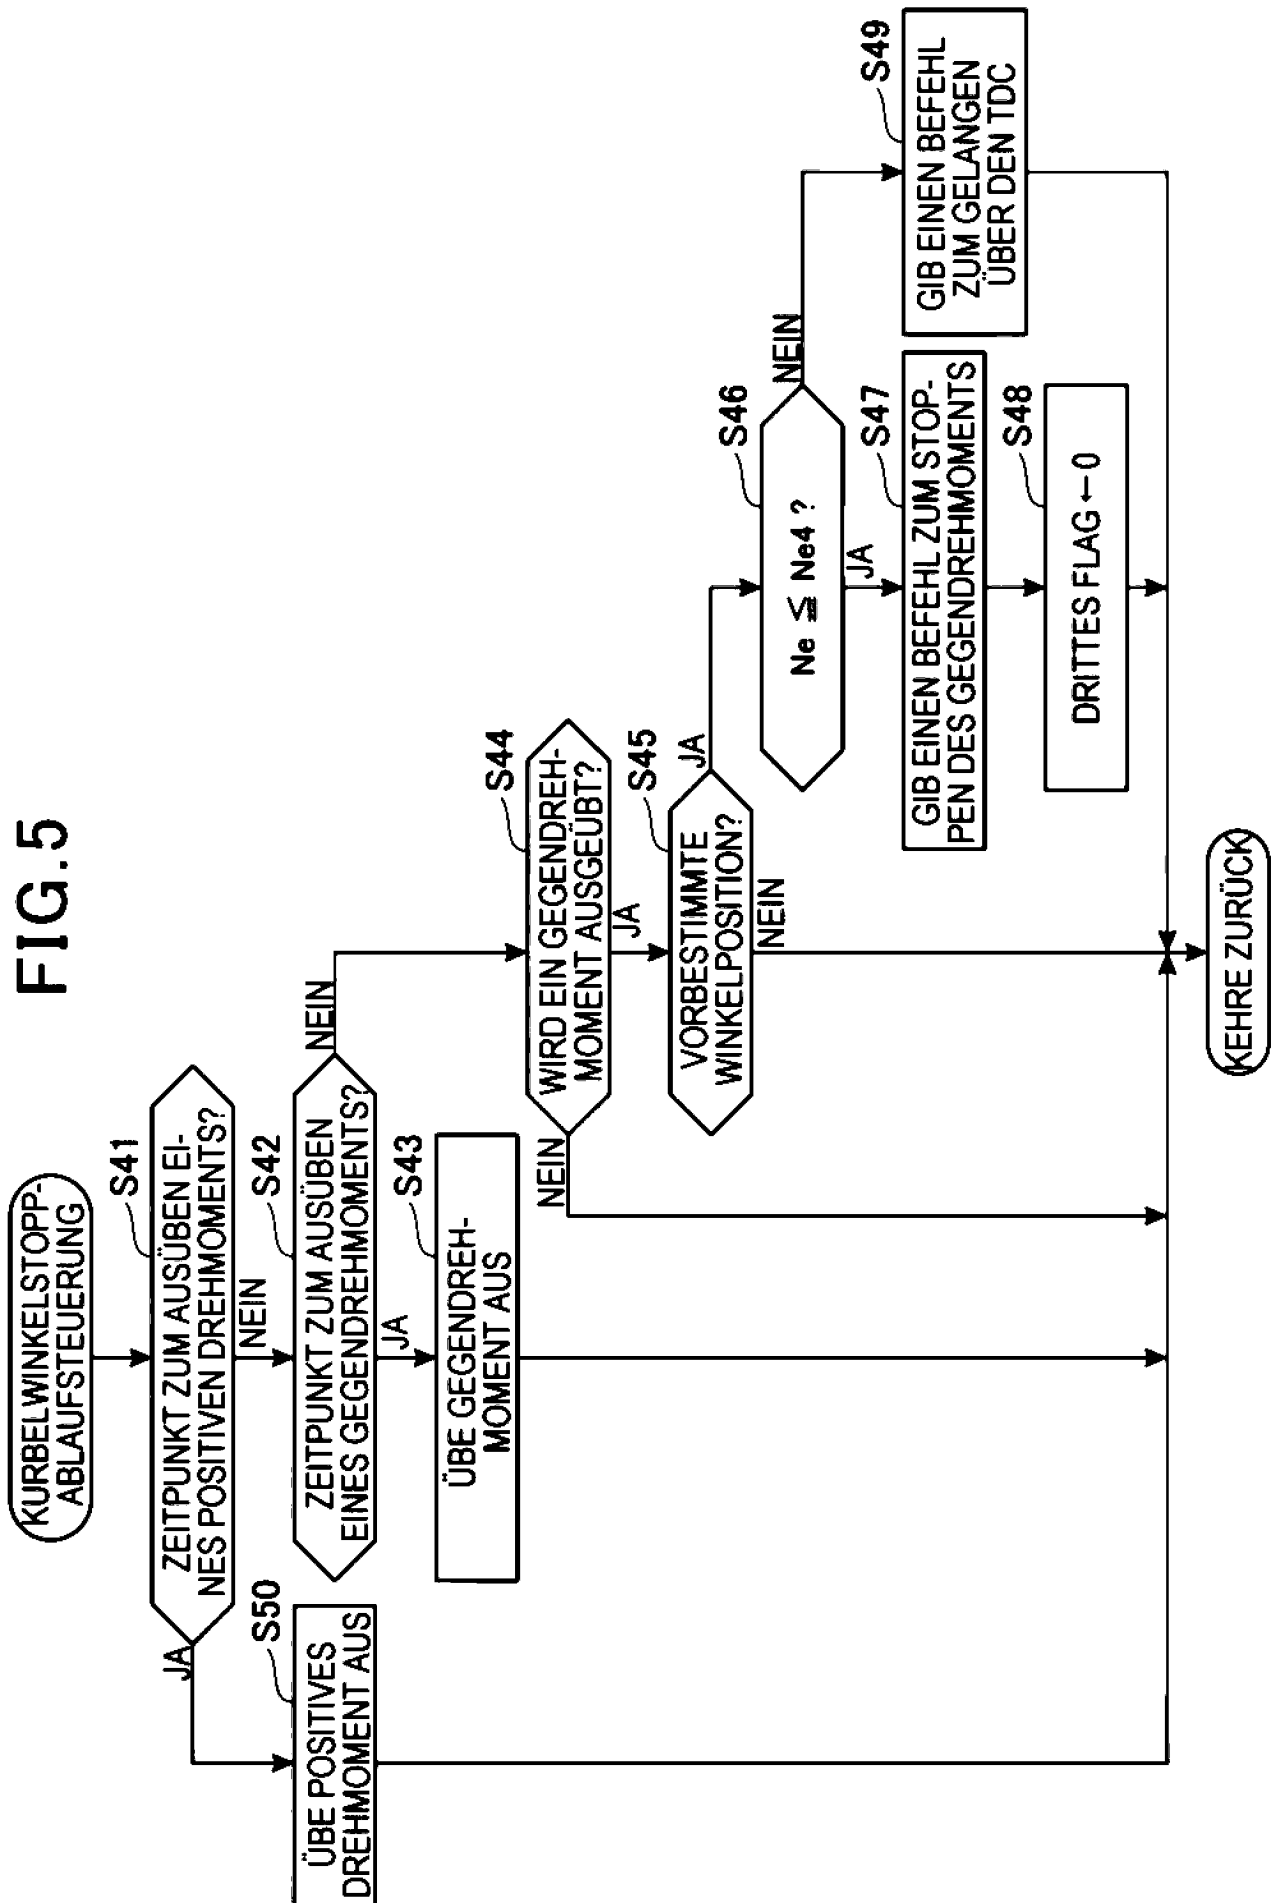 FIG.5
KURBELWINKELSTOPP-
ABLAUFSTEUERUNG
S41
ZEITPUNKT ZUM AUSÜBEN EI-
NES POSITIVEN DREHMOMENTS?
JA
NEIN
S50
ÜBE POSITIVES
DREHMOMENT AUS
S42
ZEITPUNKT ZUM AUSÜBEN
EINES GEGENDREHMOMENTS?
NEIN
JA
S43
ÜBE GEGENDREH-
MOMENT AUS
S44
WIRD EIN GEGENDREH-
MOMENT AUSGEÜBT?
NEIN
JA
S45
VORBESTIMMTE
WINKELPOSITION?
JA
NEIN
S46
Ne ≦ Ne4 ?
NEIN
JA
S47
GIB EINEN BEFEHL ZUM STOP-
PEN DES GEGENDREHMOMENTS
S48
DRITTES FLAG ← 0
S49
GIB EINEN BEFEHL
ZUM GELANGEN
ÜBER DEN TDC
KEHRE ZURÜCK